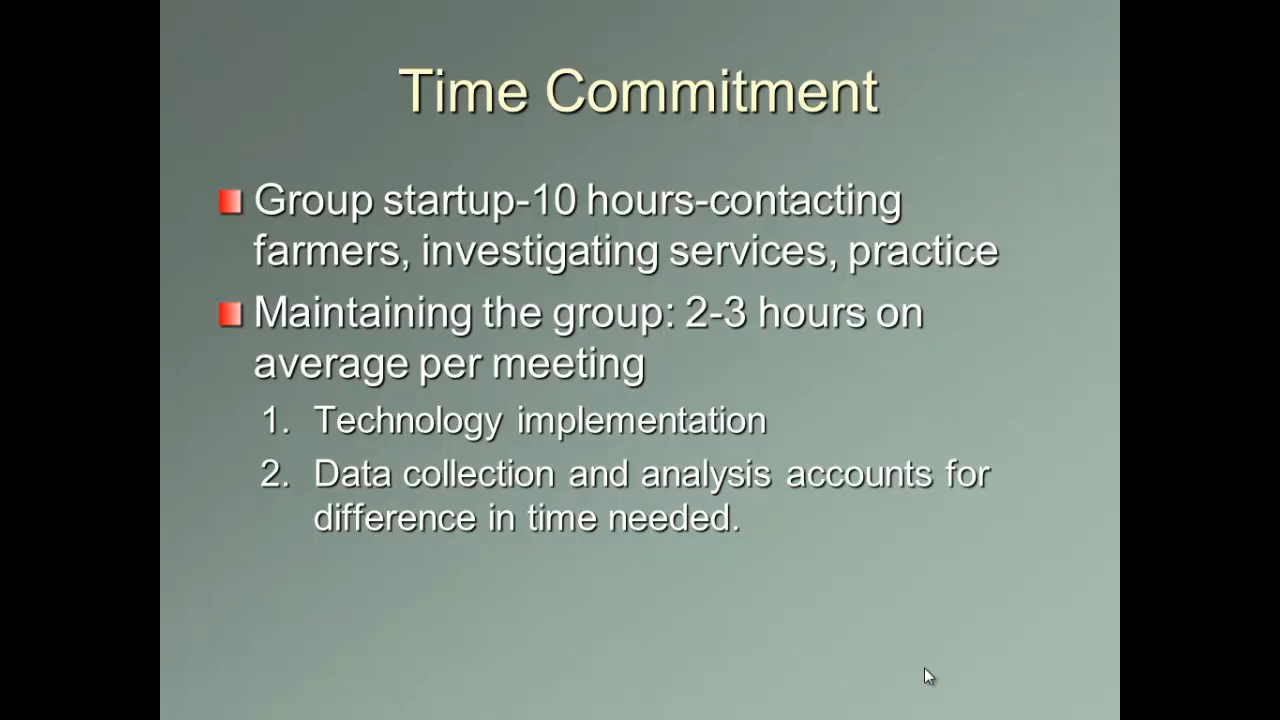 Time Commitment
Group startup-10 hours-contacting
farmers, investigating services, practice
Maintaining the group: 2-3 hours on
average per meeting
1. Technology implementation
2. Data collection and analysis accounts for
difference in time needed.